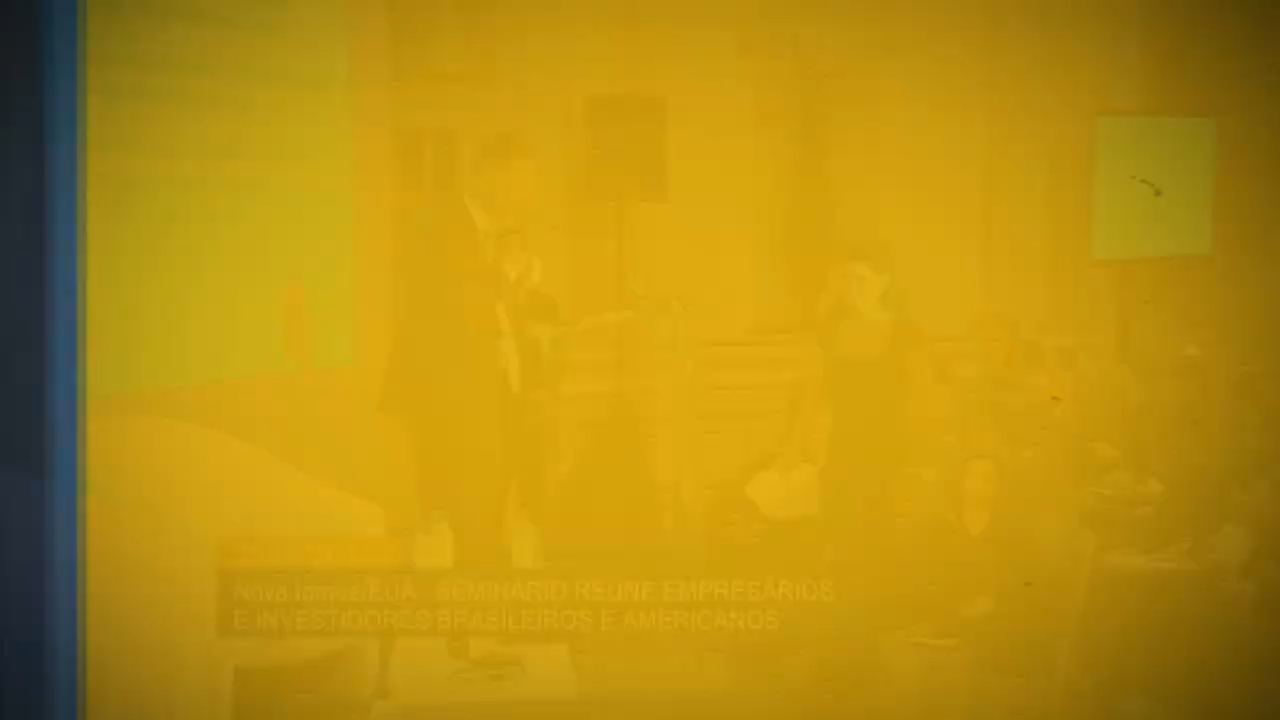 Nova Iorque/EUA SEMINÁRIO REÚNE EMPRESÁRIOS
E INVESTIDORES BRASILEIROS E AMERICANOS